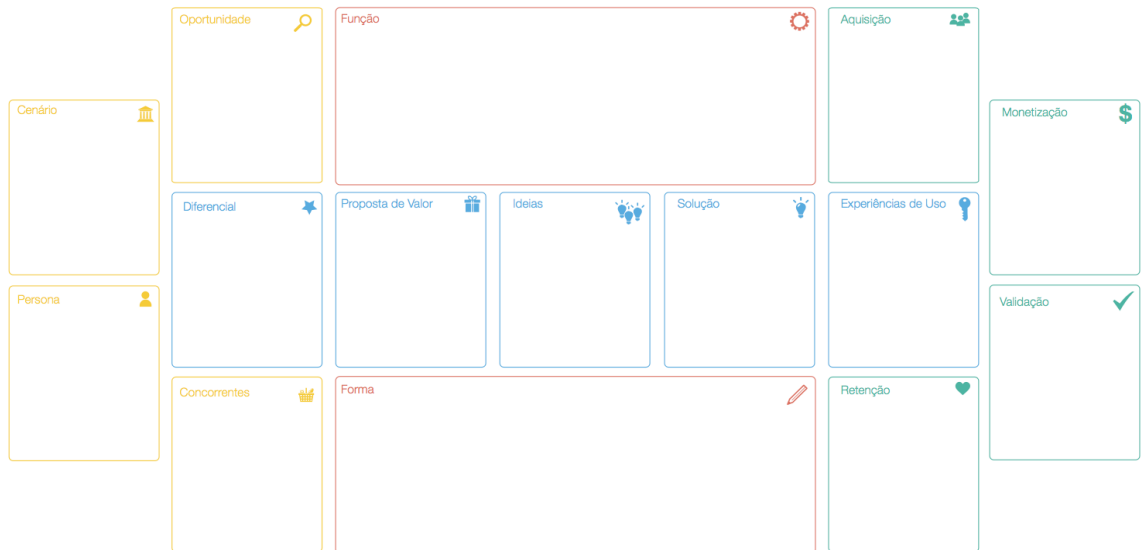 Oportunidade
Função
Aquisição
Cenário
Monetização
$
Diferencial
Proposta de Valor
Ideias
Solução
Experiências de Uso
Persona
Validação
Concorrentes
Forma
Retenção